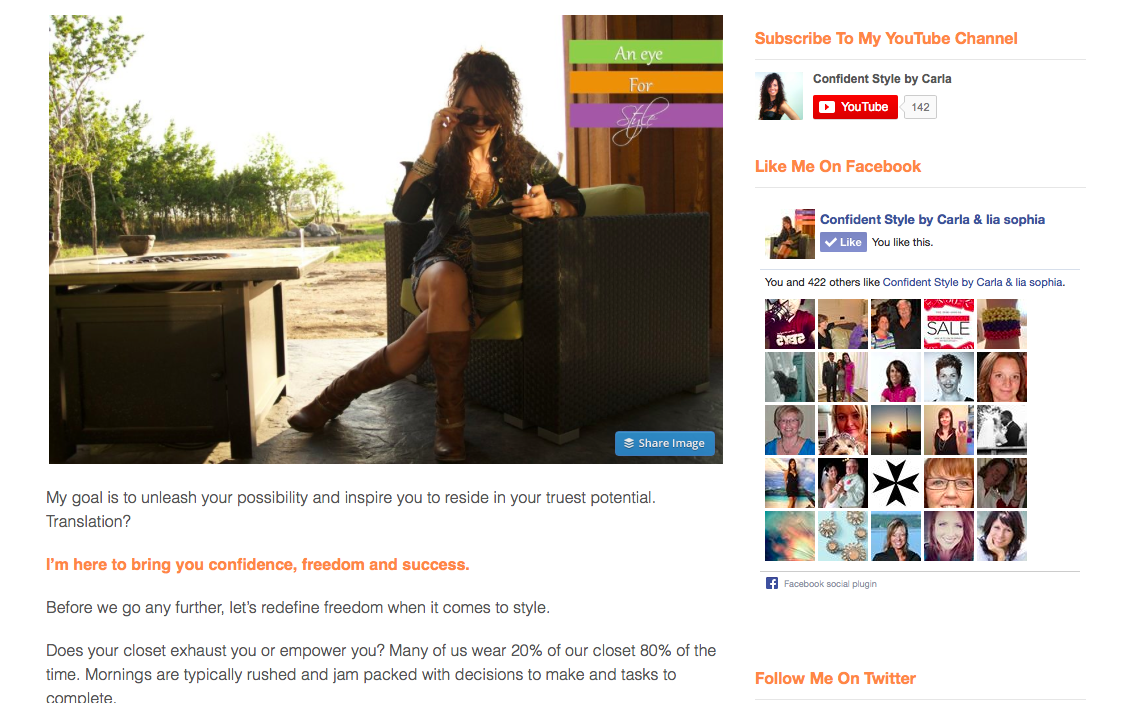 An eye
For
Style
Share Image
My goal is to unleash your possibility and inspire you to reside in your truest potential.
Translation?
I’m here to bring you confidence, freedom and success.
Before we go any further, let’s redefine freedom when it comes to style.
Does your closet exhaust you or empower you? Many of us wear 20% of our closet 80% of the
time. Mornings are typically rushed and jam packed with decisions to make and tasks to
complete.
Subscribe To My YouTube Channel
Confident Style by Carla
YouTube 142
Like Me On Facebook
Confident Style by Carla & lia sophia
Like You like this.
You and 422 others like Confident Style by Carla & lia sophia.
SALE
Facebook social plugin
Follow Me On Twitter